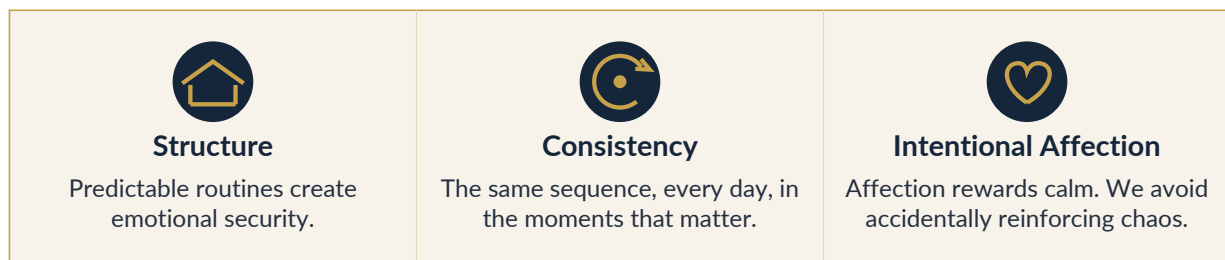 Structure
Predictable routines create
emotional security.
Consistency
The same sequence, every day, in
the moments that matter.
Intentional Affection
Affection rewards calm. We avoid
accidentally reinforcing chaos.